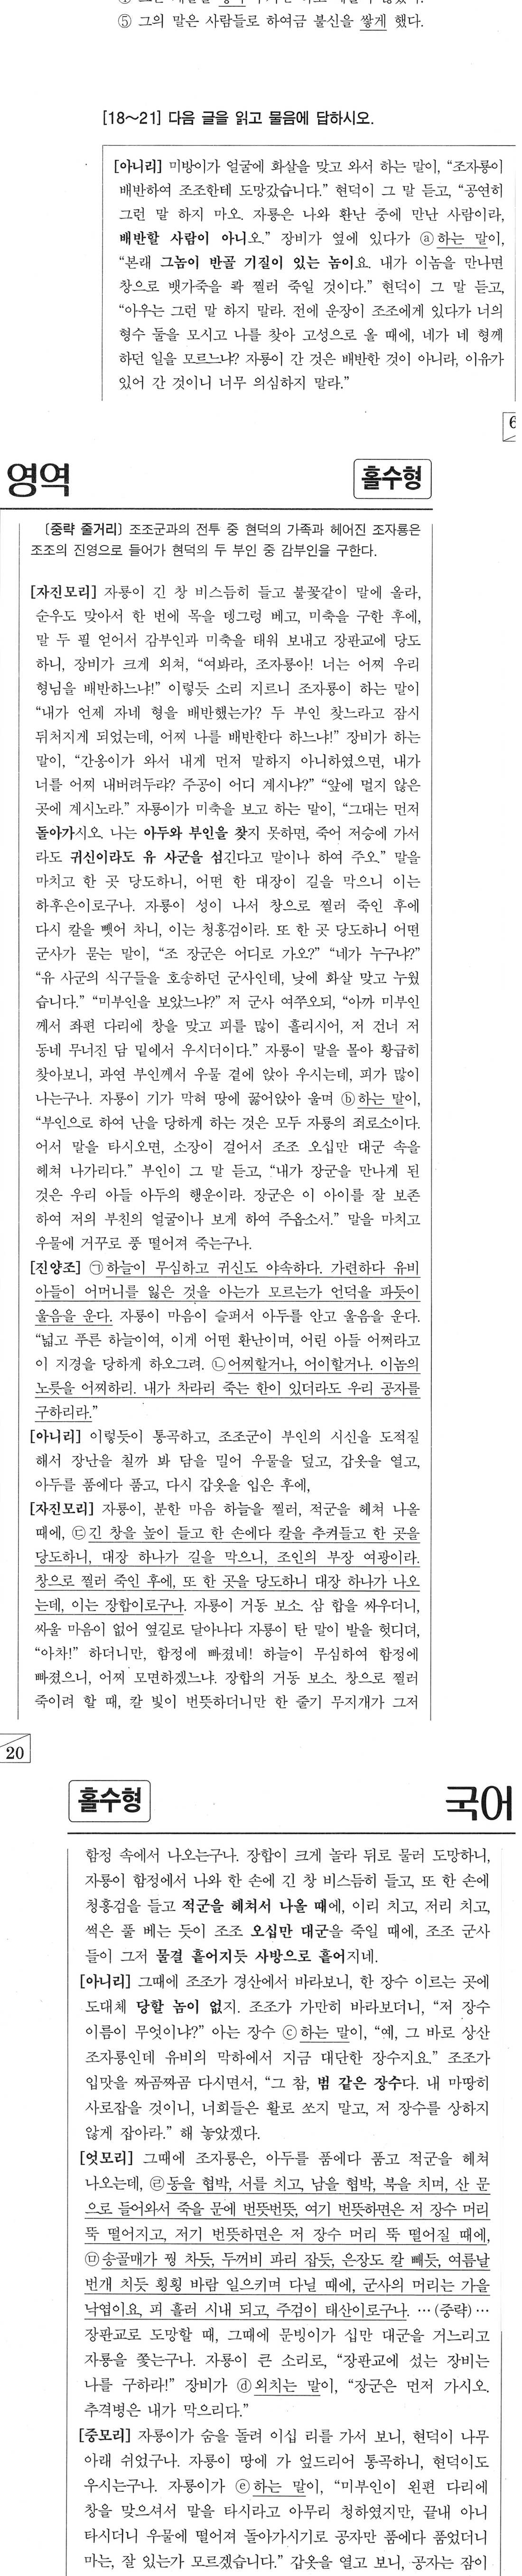 ⑤ 그의 말은 사람들로 하여금 불신을 쌓게 했다.
[18~21] 다음 글을 읽고 물음에 답하시오.
[아니리] 미방이가 얼굴에 화살을 맞고 와서 하는 말이, “조자룡이
배반하여 조조한테 도망갔습니다.” 현덕이 그 말 듣고, “공연히
그런 말 하지 마오. 자룡은 나와 환난 중에 만난 사람이라,
배반할 사람이 아니오.” 장비가 옆에 있다가 ⓐ하는 말이,
“본래 그놈이 반골 기질이 있는 놈이요. 내가 이놈을 만나면
창으로 뱃가죽을 콱 찔러 죽일 것이다.” 현덕이 그 말 듣고,
“아우는 그런 말 하지 말라. 전에 운장이 조조에게 있다가 너의
형수 둘을 모시고 나를 찾아 고성으로 올 때에, 네가 네 형께
하던 일을 모르느냐? 자룡이 간 것은 배반한 것이 아니라, 이유가
있어 간 것이니 너무 의심하지 말라.”
6
영역
홀수형
〔중략 줄거리〕 조조군과의 전투 중 현덕의 가족과 헤어진 조자룡은
조조의 진영으로 들어가 현덕의 두 부인 중 감부인을 구한다.
[자진모리] 자룡이 긴 창 비스듬히 들고 불꽃같이 말에 올라,
순우도 맞아서 한 번에 목을 뎅그렁 베고, 미축을 구한 후에,
말 두 필 얻어서 감부인과 미축을 태워 보내고 장판교에 당도
하니, 장비가 크게 외쳐, “여봐라, 조자룡아! 너는 어찌 우리
형님을 배반하느냐!” 이렇듯 소리 지르니 조자룡이 하는 말이
“내가 언제 자네 형을 배반했는가? 두 부인 찾느라고 잠시
뒤처지게 되었는데, 어찌 나를 배반한다 하느냐!” 장비가 하는
말이, “간옹이가 와서 내게 먼저 말하지 아니하였으면, 내가
너를 어찌 내버려두랴? 주공이 어디 계시냐?” “앞에 멀지 않은
곳에 계시노라.” 자룡이가 미축을 보고 하는 말이, “그대는 먼저
돌아가시오. 나는 아두와 부인을 찾지 못하면, 죽어 저승에 가서
라도 귀신이라도 유 사군을 섬긴다고 말이나 하여 주오.” 말을
마치고 한 곳 당도하니, 어떤 한 대장이 길을 막으니 이는
하후은이로구나. 자룡이 성이 나서 창으로 찔러 죽인 후에
다시 칼을 뺏어 차니, 이는 청홍검이라. 또 한 곳 당도하니 어떤
군사가 묻는 말이, “조 장군은 어디로 가오?” “네가 누구냐?”
“유 사군의 식구들을 호송하던 군사인데, 낮에 화살 맞고 누웠
습니다.” “미부인을 보았느냐?” 저 군사 여쭈오되, “아까 미부인
께서 좌편 다리에 창을 맞고 피를 많이 흘리시어, 저 건너 저
동네 무너진 담 밑에서 우시더이다.” 자룡이 말을 몰아 황급히
찾아보니, 과연 부인께서 우물 곁에 앉아 우시는데, 피가 많이
나는구나. 자룡이 기가 막혀 땅에 꿇어앉아 울며 ⓑ하는 말이,
“부인으로 하여 난을 당하게 하는 것은 모두 자룡의 죄로소이다.
어서 말을 타시오면, 소장이 걸어서 조조 오십만 대군 속을
헤쳐 나가리다.” 부인이 그 말 듣고, “내가 장군을 만나게 된
것은 우리 아들 아두의 행운이라. 장군은 이 아이를 잘 보존
하여 저의 부친의 얼굴이나 보게 하여 주옵소서.” 말을 마치고
우물에 거꾸로 풍 떨어져 죽는구나.
[진양조] ㉠하늘이 무심하고 귀신도 야속하다. 가련하다 유비
아들이 어머니를 잃은 것을 아는가 모르는가 언덕을 파듯이
울음을 운다. 자룡이 마음이 슬퍼서 아두를 안고 울음을 운다.
“넓고 푸른 하늘이여, 이게 어떤 환난이며, 어린 아들 어쩌라고
이 지경을 당하게 하오그려. ㉡어찌할거나, 어이할거나. 이놈의
노릇을 어찌하리. 내가 차라리 죽는 한이 있더라도 우리 공자를
구하리라.”
[아니리] 이렇듯이 통곡하고, 조조군이 부인의 시신을 도적질
해서 장난을 칠까 봐 담을 밀어 우물을 덮고, 갑옷을 열고,
아두를 품에다 품고, 다시 갑옷을 입은 후에,
[자진모리] 자룡이, 분한 마음 하늘을 찔러, 적군을 헤쳐 나올
때에, ㉢긴 창을 높이 들고 한 손에다 칼을 추켜들고 한 곳을
당도하니, 대장 하나가 길을 막으니, 조인의 부장 여광이라.
창으로 찔러 죽인 후에, 또 한 곳을 당도하니 대장 하나가 나오
는데, 이는 장합이로구나. 자룡이 거동 보소. 삼 합을 싸우더니,
싸울 마음이 없어 옆길로 달아나다 자룡이 탄 말이 발을 헛디뎌,
“아차!” 하더니만, 함정에 빠졌네! 하늘이 무심하여 함정에
빠졌으니, 어찌 모면하겠느냐. 장합의 거동 보소. 창으로 찔러
죽이려 할 때, 칼 빛이 번뜻하더니만 한 줄기 무지개가 그저
20
홀수형
국어
함정 속에서 나오는구나. 장합이 크게 놀라 뒤로 물러 도망하니,
자룡이 함정에서 나와 한 손에 긴 창 비스듬히 들고, 또 한 손에
청홍검을 들고 적군을 헤쳐서 나올 때에, 이리 치고, 저리 치고,
썩은 풀 베는 듯이 조조 오십만 대군을 죽일 때에, 조조 군사
들이 그저 물결 흩어지듯 사방으로 흩어지네.
[아니리] 그때에 조조가 경산에서 바라보니, 한 장수 이르는 곳에
도대체 당할 놈이 없지. 조조가 가만히 바라보더니, “저 장수
이름이 무엇이냐?” 아는 장수 ⓒ하는 말이, “예, 그 바로 상산
조자룡인데 유비의 막하에서 지금 대단한 장수지요.” 조조가
입맛을 짜곰짜곰 다시면서, “그 참, 범 같은 장수다. 내 마땅히
사로잡을 것이니, 너희들은 활로 쏘지 말고, 저 장수를 상하지
않게 잡아라.” 해 놓았겠다.
[엇모리] 그때에 조자룡은, 아두를 품에다 품고 적군을 헤쳐
나오는데, ㉣동을 협박, 서를 치고, 남을 협박, 북을 치며, 산 문
으로 들어와서 죽을 문에 번뜻번뜻, 여기 번뜻하면은 저 장수 머리
뚝 떨어지고, 저기 번뜻하면은 저 장수 머리 뚝 떨어질 때에,
㉤송골매가 꿩 차듯, 두꺼비 파리 잡듯, 은장도 칼 빼듯, 여름날
번개 치듯 횡횡 바람 일으키며 다닐 때에, 군사의 머리는 가을
낙엽이요, 피 흘러 시내 되고, 주검이 태산이로구나. …(중략)…
장판교로 도망할 때, 그때에 문빙이가 십만 대군을 거느리고
자룡을 쫓는구나. 자룡이 큰 소리로, “장판교에 섰는 장비는
나를 구하라!” 장비가 ⓓ외치는 말이, “장군은 먼저 가시오.
추격병은 내가 막으리다.”
[중모리] 자룡이가 숨을 돌려 이십 리를 가서 보니, 현덕이 나무
아래 쉬었구나. 자룡이 땅에 가 엎드리어 통곡하니, 현덕이도
우시는구나. 자룡이가 ⓔ하는 말이, “미부인이 왼편 다리에
창을 맞으셔서 말을 타시라고 아무리 청하였지만, 끝내 아니
타시더니 우물에 떨어져 돌아가시기로 공자만 품에다 품었더니
마는, 잘 있는가 모르겠습니다.” 갑옷을 열고 보니, 공자는 잠이